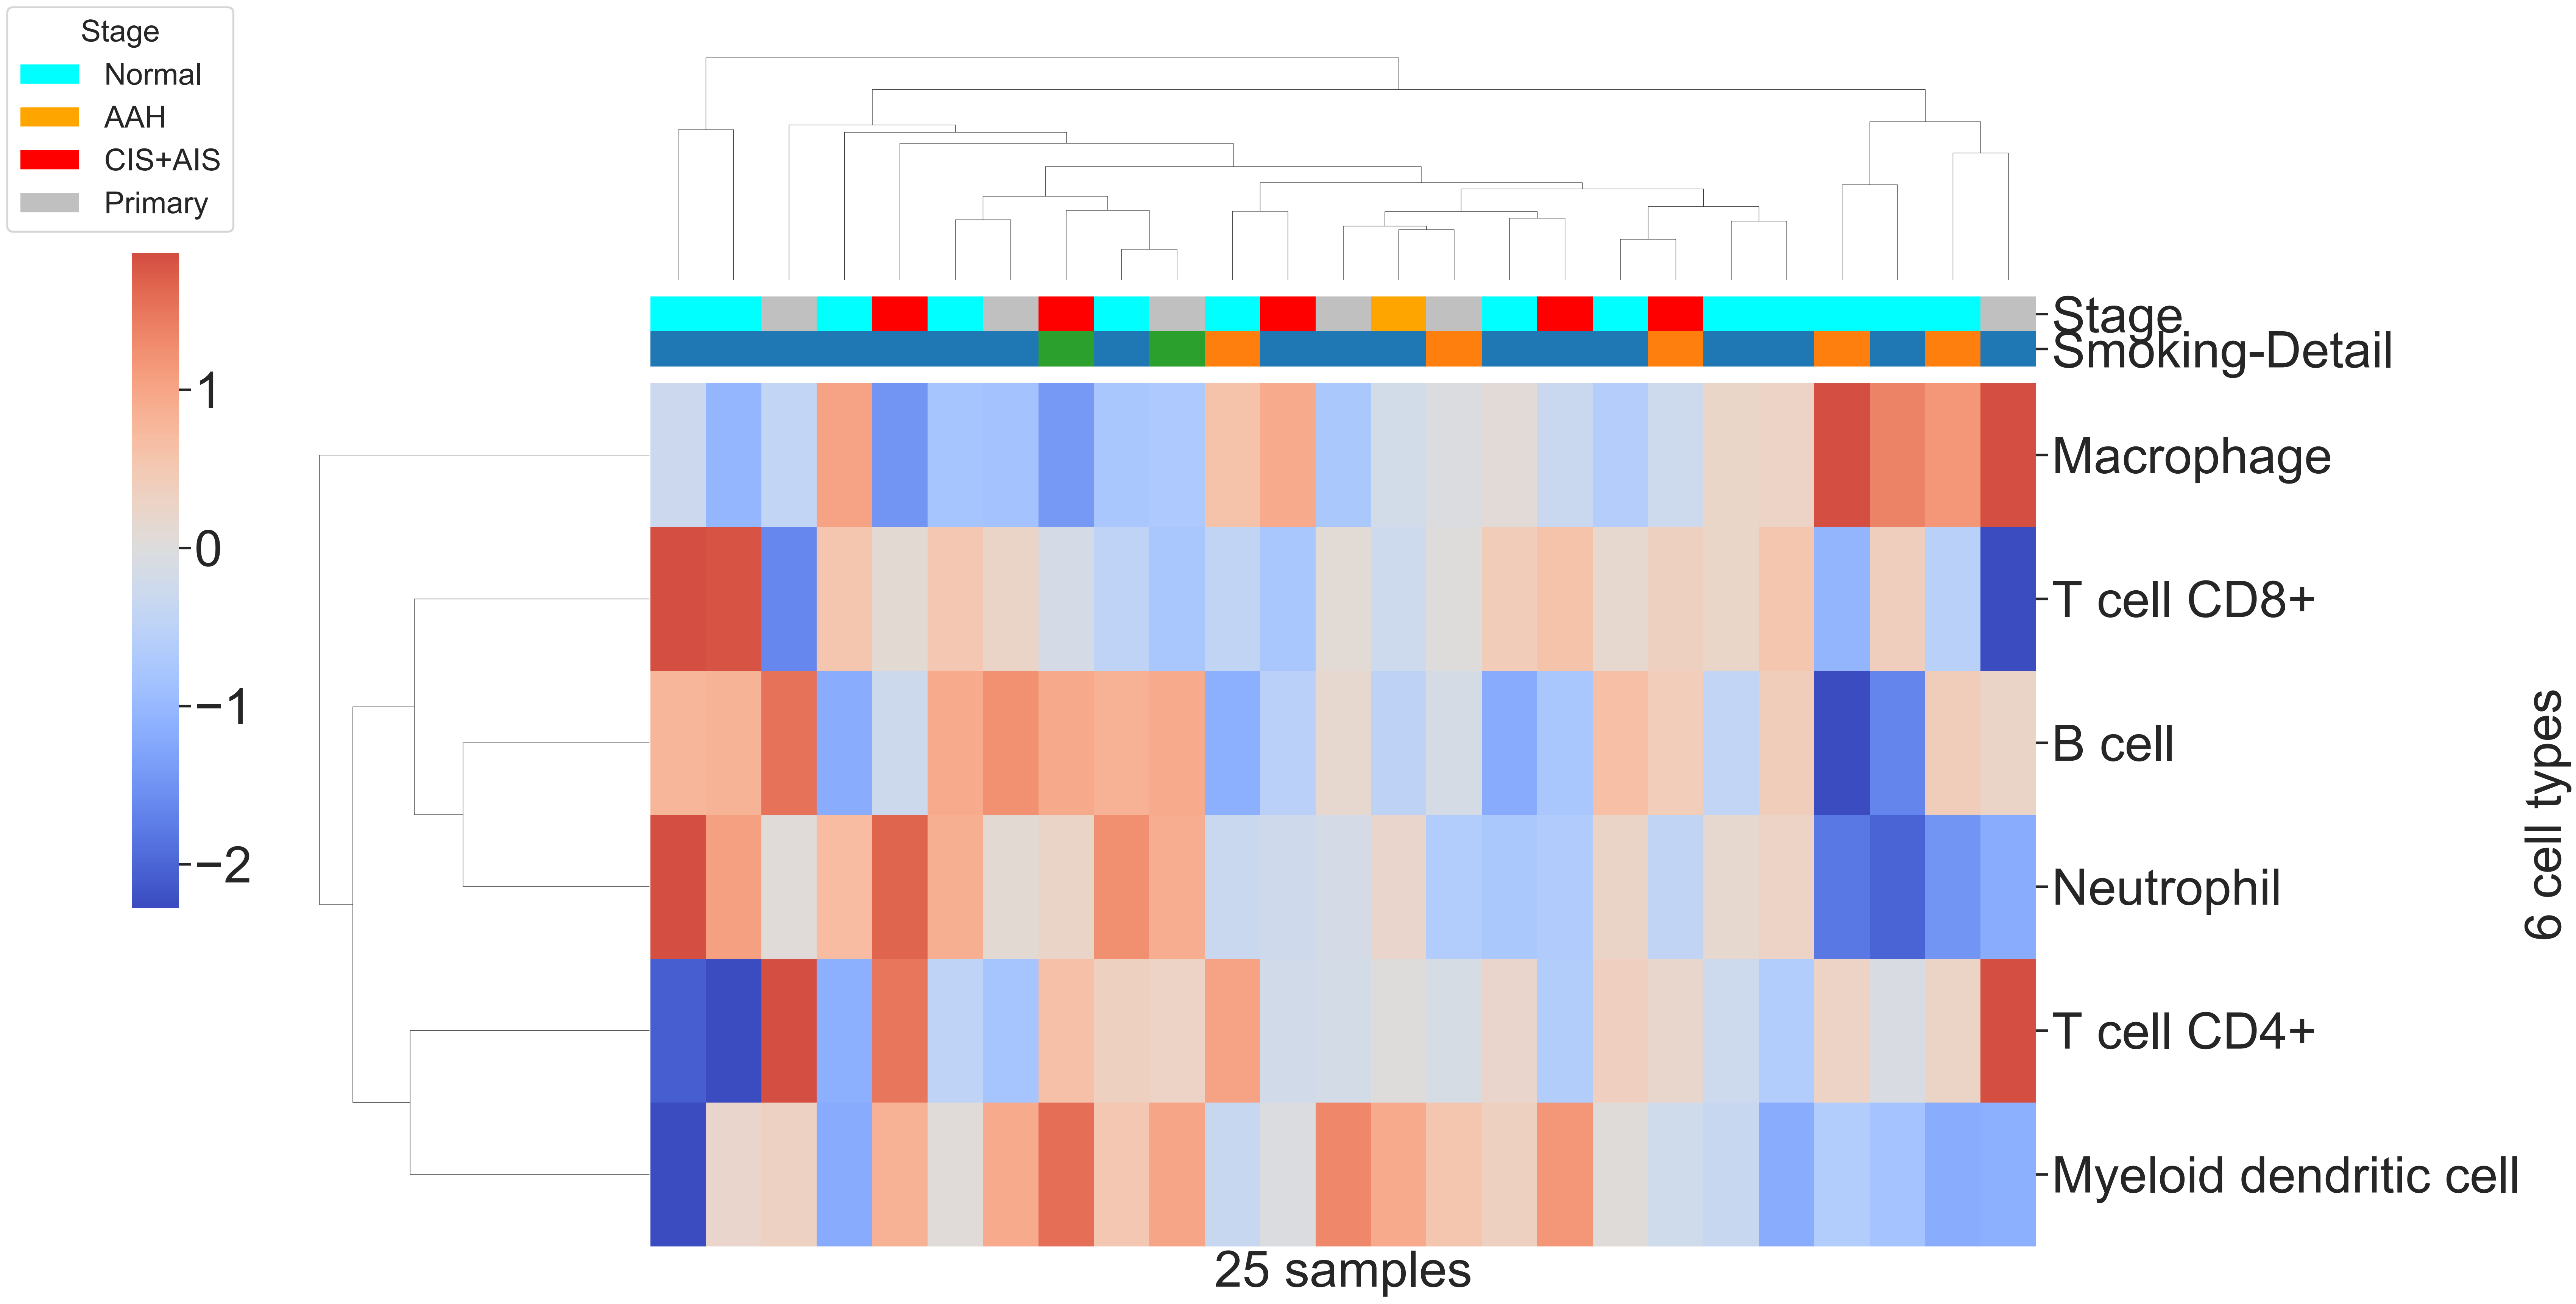 Stage
Normal
AAH
CIS+AIS
Primary
1
0
−1
−2
Stage
Smoking-Detail
Macrophage
T cell CD8+
B cell
Neutrophil
T cell CD4+
Myeloid dendritic cell
6 cell types
25 samples